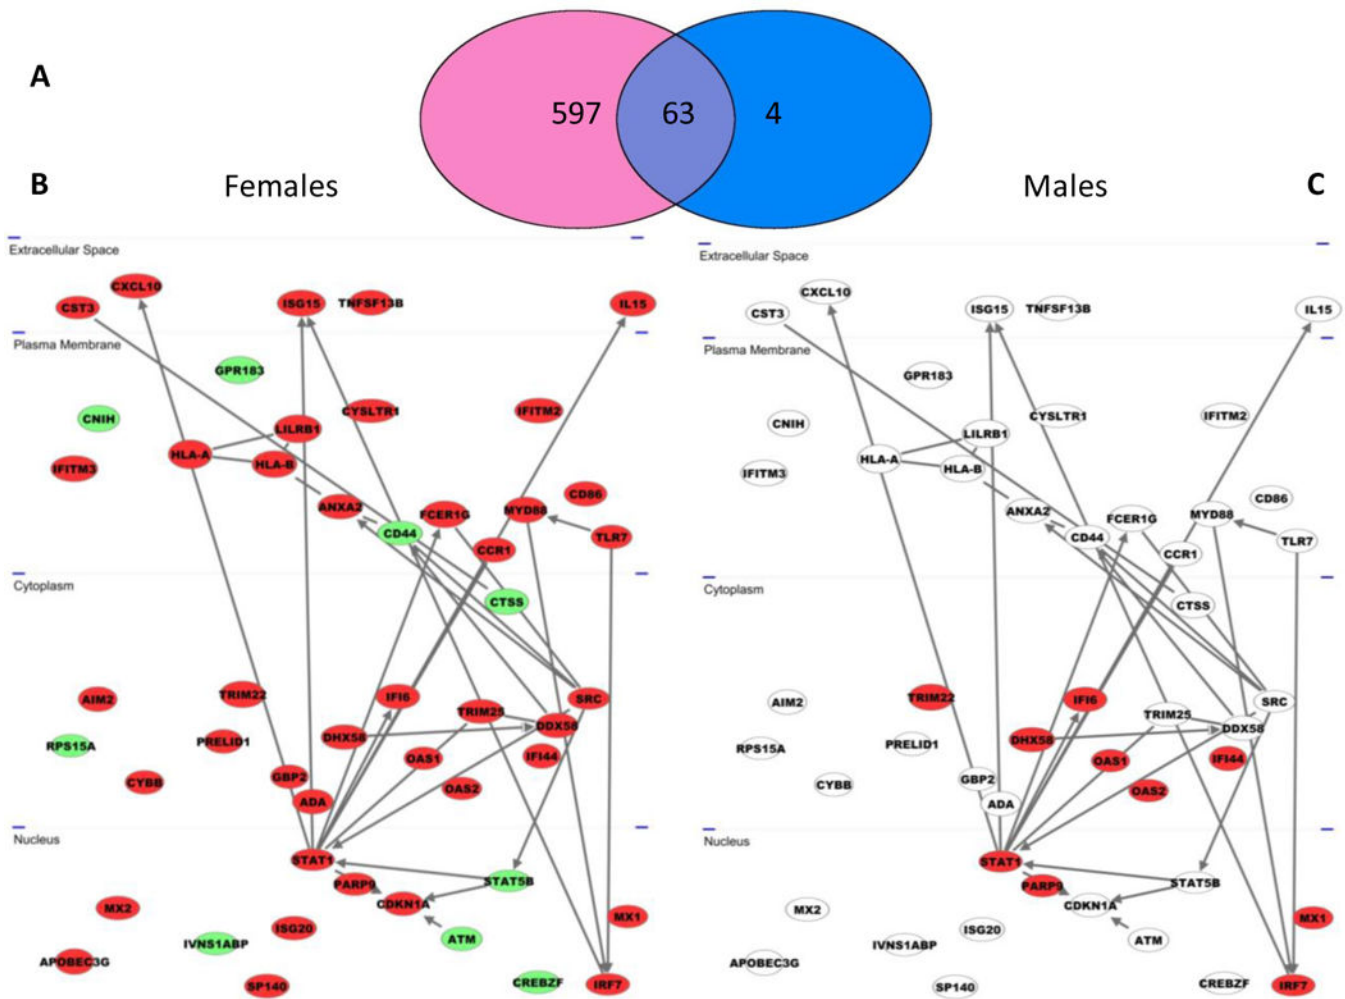 A
597 63 4
B Females Males C
Extracellular Space
CXCL10
CST3 ISG15 TNFSF13B IL15
Plasma Membrane
GPR183
CNIH CYSLTR1 IFITM2
LILRB1
HLA-A HLA-B
IFITM3
ANXA2 FCER1G MYD88 CD86
CD44 CCR1 TLR7
Cytoplasm
CTSS
AIM2 TRIM22 IFI6 SRC
TRIM25 DDX58
RPS15A PRELID1 DHX58
OAS1 IFI44
CYBB GBP2 OAS2
ADA
Nucleus
STAT1
PARP9 STAT5B
MX2 CDKN1A MX1
ISG20
IVNS1ABP ATM
APOBEC3G
SP140 CREBZF IRF7
Extracellular Space
CXCL10
CST3 ISG15 TNFSF13B IL15
Plasma Membrane
GPR183
CNIH CYSLTR1 IFITM2
LILRB1
HLA-A HLA-B
IFITM3
ANXA2 FCER1G MYD88 CD86
CD44 CCR1 TLR7
Cytoplasm
CTSS
AIM2 TRIM22 IFI6 SRC
TRIM25 DDX58
RPS15A PRELID1 DHX58
OAS1 IFI44
CYBB GBP2 OAS2
ADA
Nucleus
STAT1
PARP9 STAT5B
MX2 CDKN1A MX1
ISG20
IVNS1ABP ATM
APOBEC3G
SP140 CREBZF IRF7